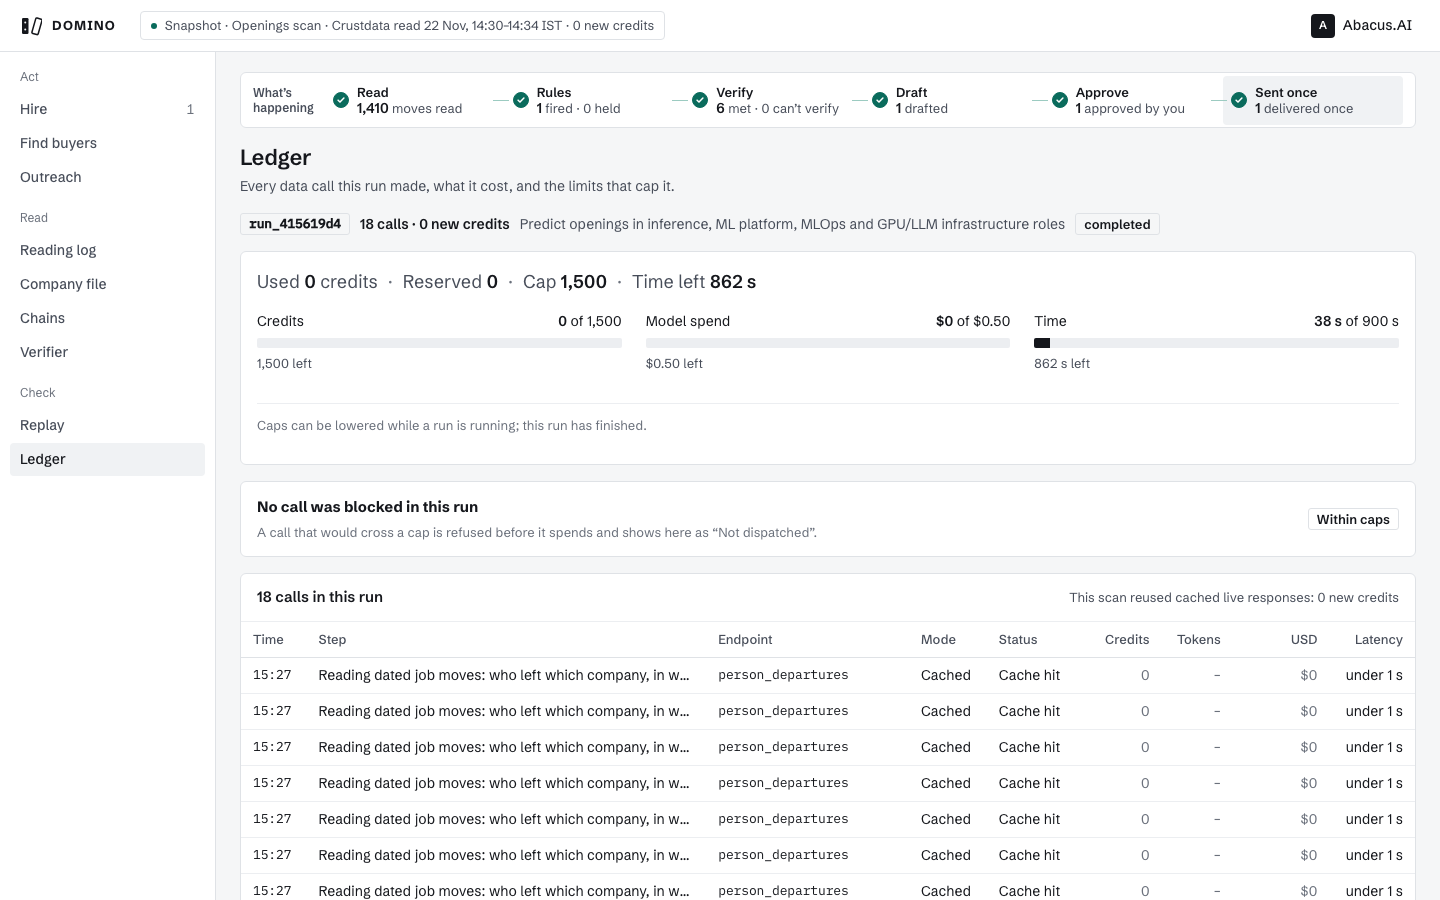 DOMINO
Snapshot · Openings scan · Crustdata read 22 Nov, 14:30-14:34 IST · 0 new credits
A Abacus.AI
Act
Hire 1
Find buyers
Outreach
Read
Reading log
Company file
Chains
Verifier
Check
Replay
Ledger
What's happening
Read
1,410 moves read
Rules
1 fired · 0 held
Verify
6 met · 0 can't verify
Draft
1 drafted
Approve
1 approved by you
Sent once
1 delivered once
Ledger
Every data call this run made, what it cost, and the limits that cap it.
run_415619d4 18 calls · 0 new credits Predict openings in inference, ML platform, MLOps and GPU/LLM infrastructure roles completed
Used 0 credits · Reserved 0 · Cap 1,500 · Time left 862 s
Credits 0 of 1,500
1,500 left
Model spend $0 of $0.50
$0.50 left
Time 38 s of 900 s
862 s left
Caps can be lowered while a run is running; this run has finished.
No call was blocked in this run
A call that would cross a cap is refused before it spends and shows here as “Not dispatched”.
Within caps
18 calls in this run
This scan reused cached live responses: 0 new credits
Time Step Endpoint Mode Status Credits Tokens USD Latency
15:27 Reading dated job moves: who left which company, in w... person_departures Cached Cache hit 0 – $0 under 1 s
15:27 Reading dated job moves: who left which company, in w... person_departures Cached Cache hit 0 – $0 under 1 s
15:27 Reading dated job moves: who left which company, in w... person_departures Cached Cache hit 0 – $0 under 1 s
15:27 Reading dated job moves: who left which company, in w... person_departures Cached Cache hit 0 – $0 under 1 s
15:27 Reading dated job moves: who left which company, in w... person_departures Cached Cache hit 0 – $0 under 1 s
15:27 Reading dated job moves: who left which company, in w... person_departures Cached Cache hit 0 – $0 under 1 s
15:27 Reading dated job moves: who left which company, in w... person_departures Cached Cache hit 0 – $0 under 1 s